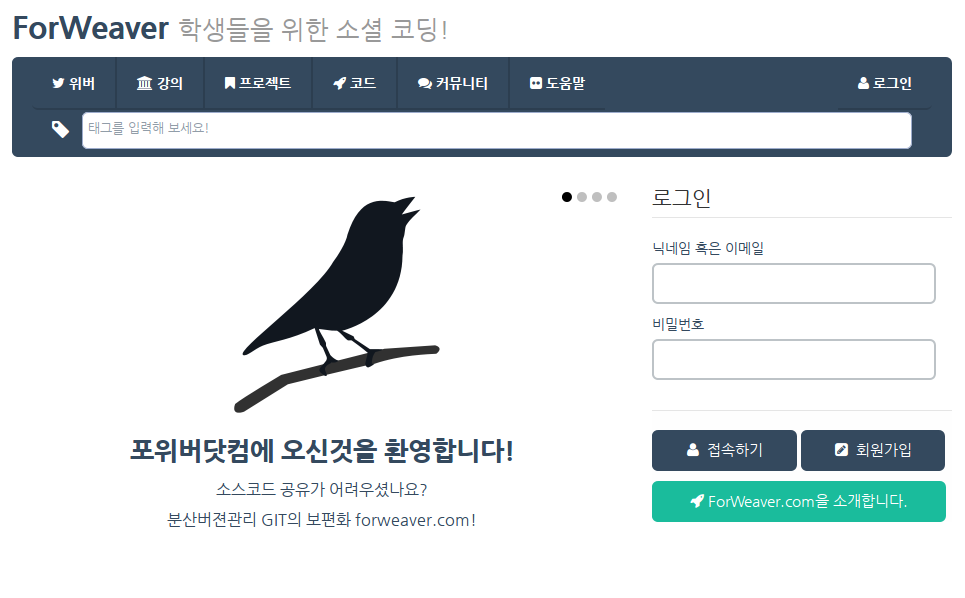 ForWeaver 학생들을 위한 소셜 코딩!
위버 강의 프로젝트 코드 커뮤니티 도움말 로그인
태그를 입력해 보세요!
로그인
닉네임 혹은 이메일
비밀번호
접속하기 회원가입
ForWeaver.com을 소개합니다.
포위버닷컴에 오신것을 환영합니다!
소스코드 공유가 어려우셨나요?
분산버젼관리 GIT의 보편화 forweaver.com!